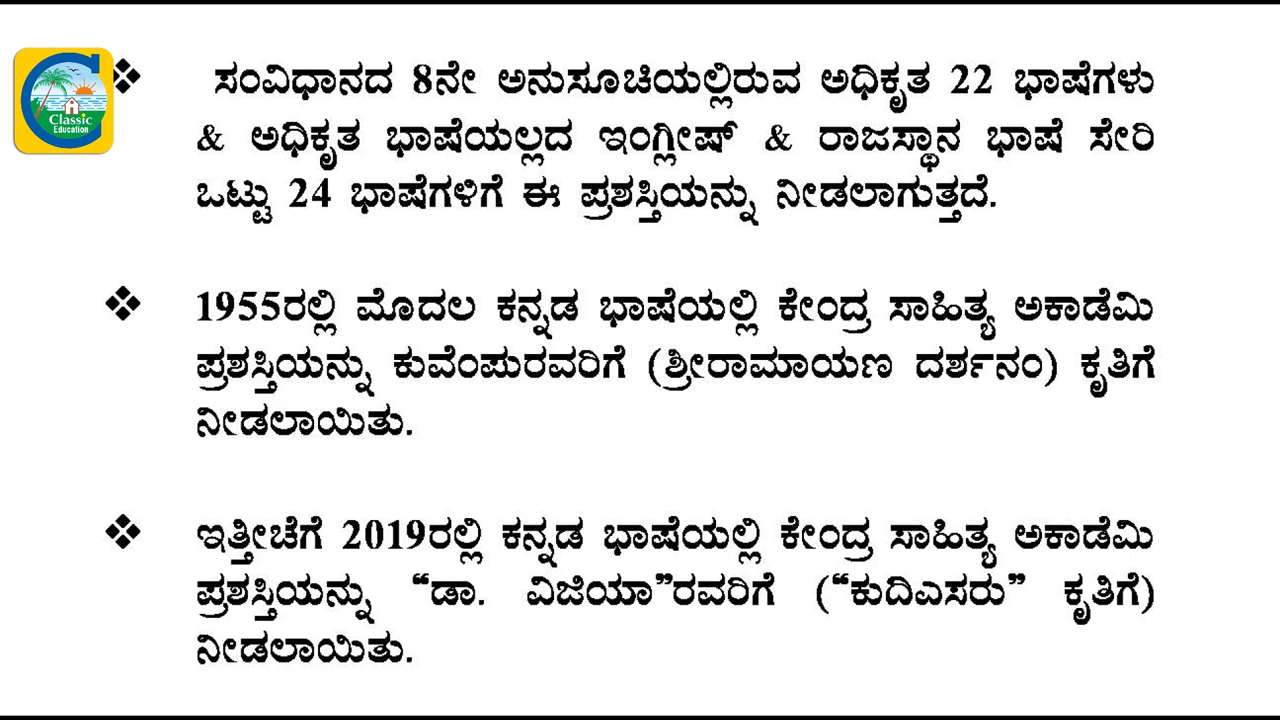 Classic
Education
❖ ಸಂವಿಧಾನದ 8ನೇ ಅನುಸೂಚಿಯಲ್ಲಿರುವ ಅಧಿಕೃತ 22 ಭಾಷೆಗಳು
& ಅಧಿಕೃತ ಭಾಷೆಯಲ್ಲದ ಇಂಗ್ಲೀಷ್ & ರಾಜಸ್ಥಾನ ಭಾಷೆ ಸೇರಿ
ಒಟ್ಟು 24 ಭಾಷೆಗಳಿಗೆ ಈ ಪ್ರಶಸ್ತಿಯನ್ನು ನೀಡಲಾಗುತ್ತದೆ.
❖ 1955ರಲ್ಲಿ ಮೊದಲ ಕನ್ನಡ ಭಾಷೆಯಲ್ಲಿ ಕೇಂದ್ರ ಸಾಹಿತ್ಯ ಅಕಾಡೆಮಿ
ಪ್ರಶಸ್ತಿಯನ್ನು ಕುವೆಂಪುರವರಿಗೆ (ಶ್ರೀರಾಮಾಯಣ ದರ್ಶನಂ) ಕೃತಿಗೆ
ನೀಡಲಾಯಿತು.
❖ ಇತ್ತೀಚೆಗೆ 2019ರಲ್ಲಿ ಕನ್ನಡ ಭಾಷೆಯಲ್ಲಿ ಕೇಂದ್ರ ಸಾಹಿತ್ಯ ಅಕಾಡೆಮಿ
ಪ್ರಶಸ್ತಿಯನ್ನು “ಡಾ. ವಿಜಿಯಾ”ರವರಿಗೆ (“ಕುದಿಎಸರು” ಕೃತಿಗೆ)
ನೀಡಲಾಯಿತು.